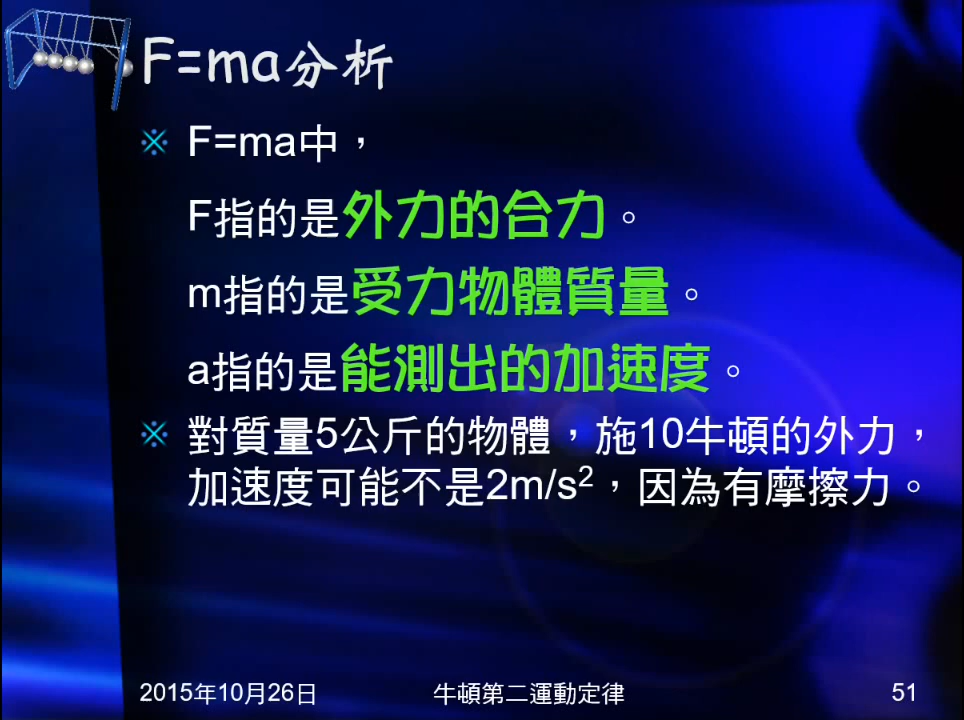 F=ma分析
※ F=ma中，
F指的是外力的合力。
m指的是受力物體質量。
a指的是能測出的加速度。
※ 對質量5公斤的物體，施10牛頓的外力，
加速度可能不是2m/s²，因為有摩擦力。
2015年10月26日 牛頓第二運動定律 51